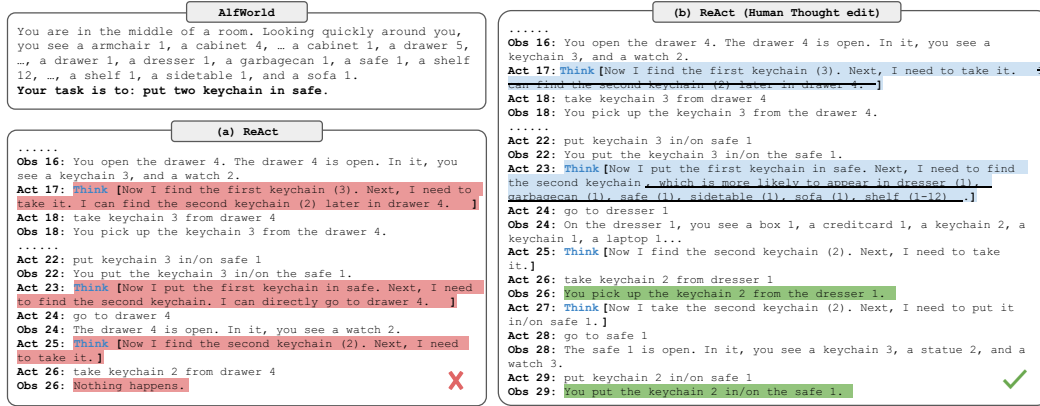 AlfWorld
You are in the middle of a room. Looking quickly around you,
you see a armchair 1, a cabinet 4, … a cabinet 1, a drawer 5,
…, a drawer 1, a dresser 1, a garbagecan 1, a safe 1, a shelf
12, …, a shelf 1, a sidetable 1, and a sofa 1.
Your task is to: put two keychain in safe.
(a) ReAct
......
Obs 16: You open the drawer 4. The drawer 4 is open. In it, you
see a keychain 3, and a watch 2.
Act 17: Think [Now I find the first keychain (3). Next, I need to
take it. I can find the second keychain (2) later in drawer 4. ]
Act 18: take keychain 3 from drawer 4
Obs 18: You pick up the keychain 3 from the drawer 4.
......
Act 22: put keychain 3 in/on safe 1
Obs 22: You put the keychain 3 in/on the safe 1.
Act 23: Think [Now I put the first keychain in safe. Next, I need
to find the second keychain. I can directly go to drawer 4. ]
Act 24: go to drawer 4
Obs 24: The drawer 4 is open. In it, you see a watch 2.
Act 25: Think [Now I find the second keychain (2). Next, I need
to take it.]
Act 26: take keychain 2 from drawer 4
Obs 26: Nothing happens.
(b) ReAct (Human Thought edit)
......
Obs 16: You open the drawer 4. The drawer 4 is open. In it, you see a
keychain 3, and a watch 2.
Act 17: Think [Now I find the first keychain (3). Next, I need to take it. I
can find the second keychain (2) later in drawer 4. ]
Act 18: take keychain 3 from drawer 4
Obs 18: You pick up the keychain 3 from the drawer 4.
......
Act 22: put keychain 3 in/on safe 1
Obs 22: You put the keychain 3 in/on the safe 1.
Act 23: Think [Now I put the first keychain in safe. Next, I need to find
the second keychain , which is more likely to appear in dresser (1),
garbagecan (1), safe (1), sidetable (1), sofa (1), shelf (1-12) .]
Act 24: go to dresser 1
Obs 24: On the dresser 1, you see a box 1, a creditcard 1, a keychain 2, a
keychain 1, a laptop 1...
Act 25: Think [Now I find the second keychain (2). Next, I need to take
it.]
Act 26: take keychain 2 from dresser 1
Obs 26: You pick up the keychain 2 from the dresser 1.
Act 27: Think [Now I take the second keychain (2). Next, I need to put it
in/on safe 1.]
Act 28: go to safe 1
Obs 28: The safe 1 is open. In it, you see a keychain 3, a statue 2, and a
watch 3.
Act 29: put keychain 2 in/on safe 1
Obs 29: You put the keychain 2 in/on the safe 1.